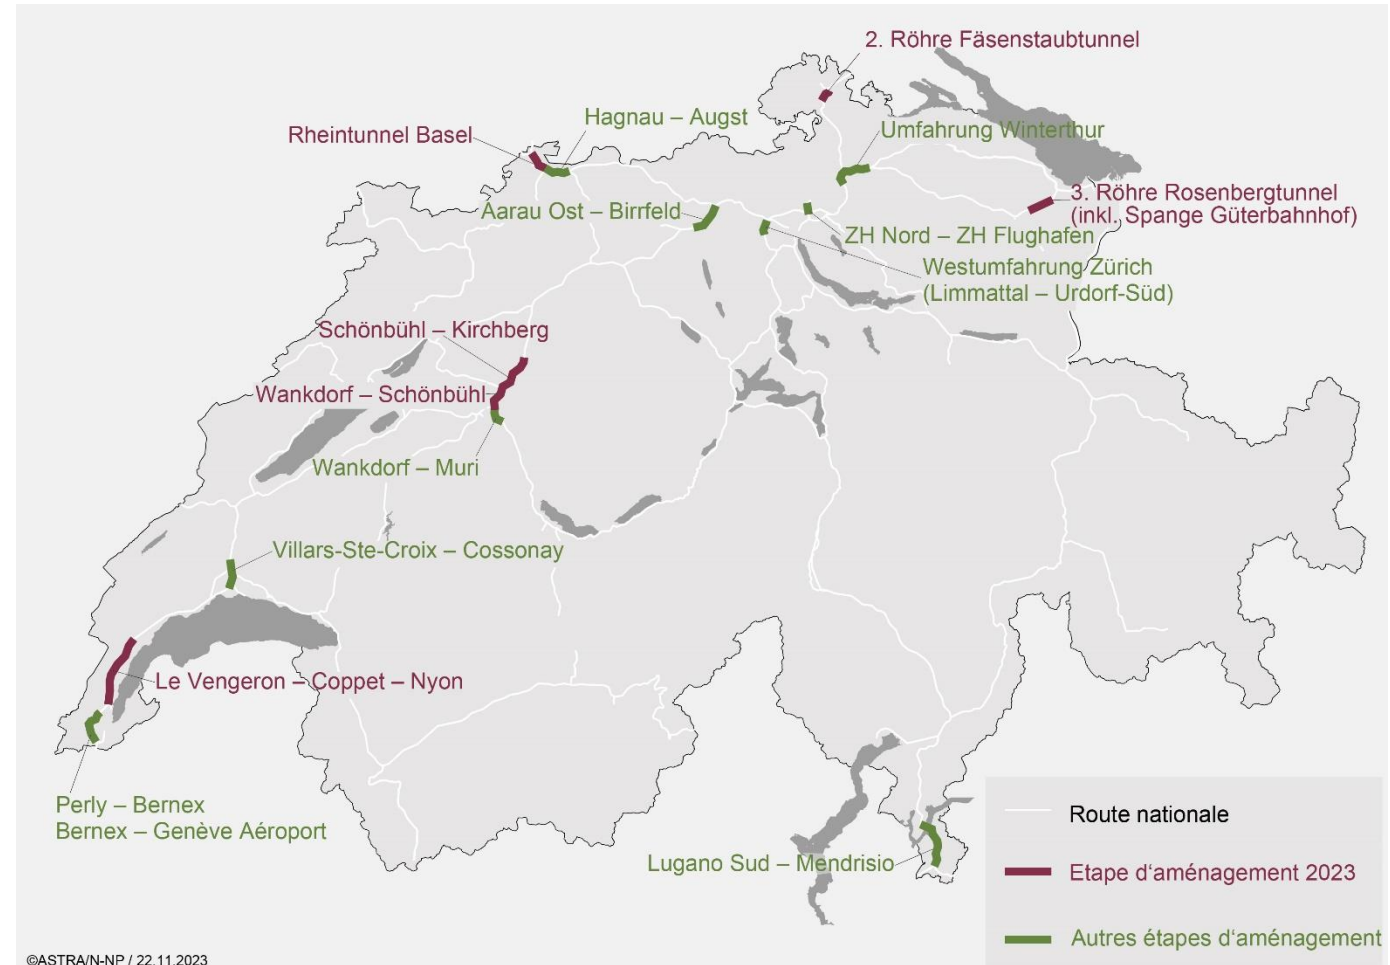 2. Röhre Fäsenstaubtunnel
Hagnau – Augst
Rheintunnel Basel
Umfahrung Winterthur
3. Röhre Rosenbergtunnel
(inkl. Spange Güterbahnhof)
Aarau Ost – Birrfeld
ZH Nord – ZH Flughafen
Westumfahrung Zürich
(Limmattal – Urdorf-Süd)
Schönbühl – Kirchberg
Wankdorf – Schönbühl
Wankdorf – Muri
Villars-Ste-Croix – Cossonay
Le Vengeron – Coppet – Nyon
Perly – Bernex
Bernex – Genève Aéroport
Lugano Sud – Mendrisio
Route nationale
Etape d‘aménagement 2023
Autres étapes d‘aménagement
©ASTRA/N-NP / 22.11.2023